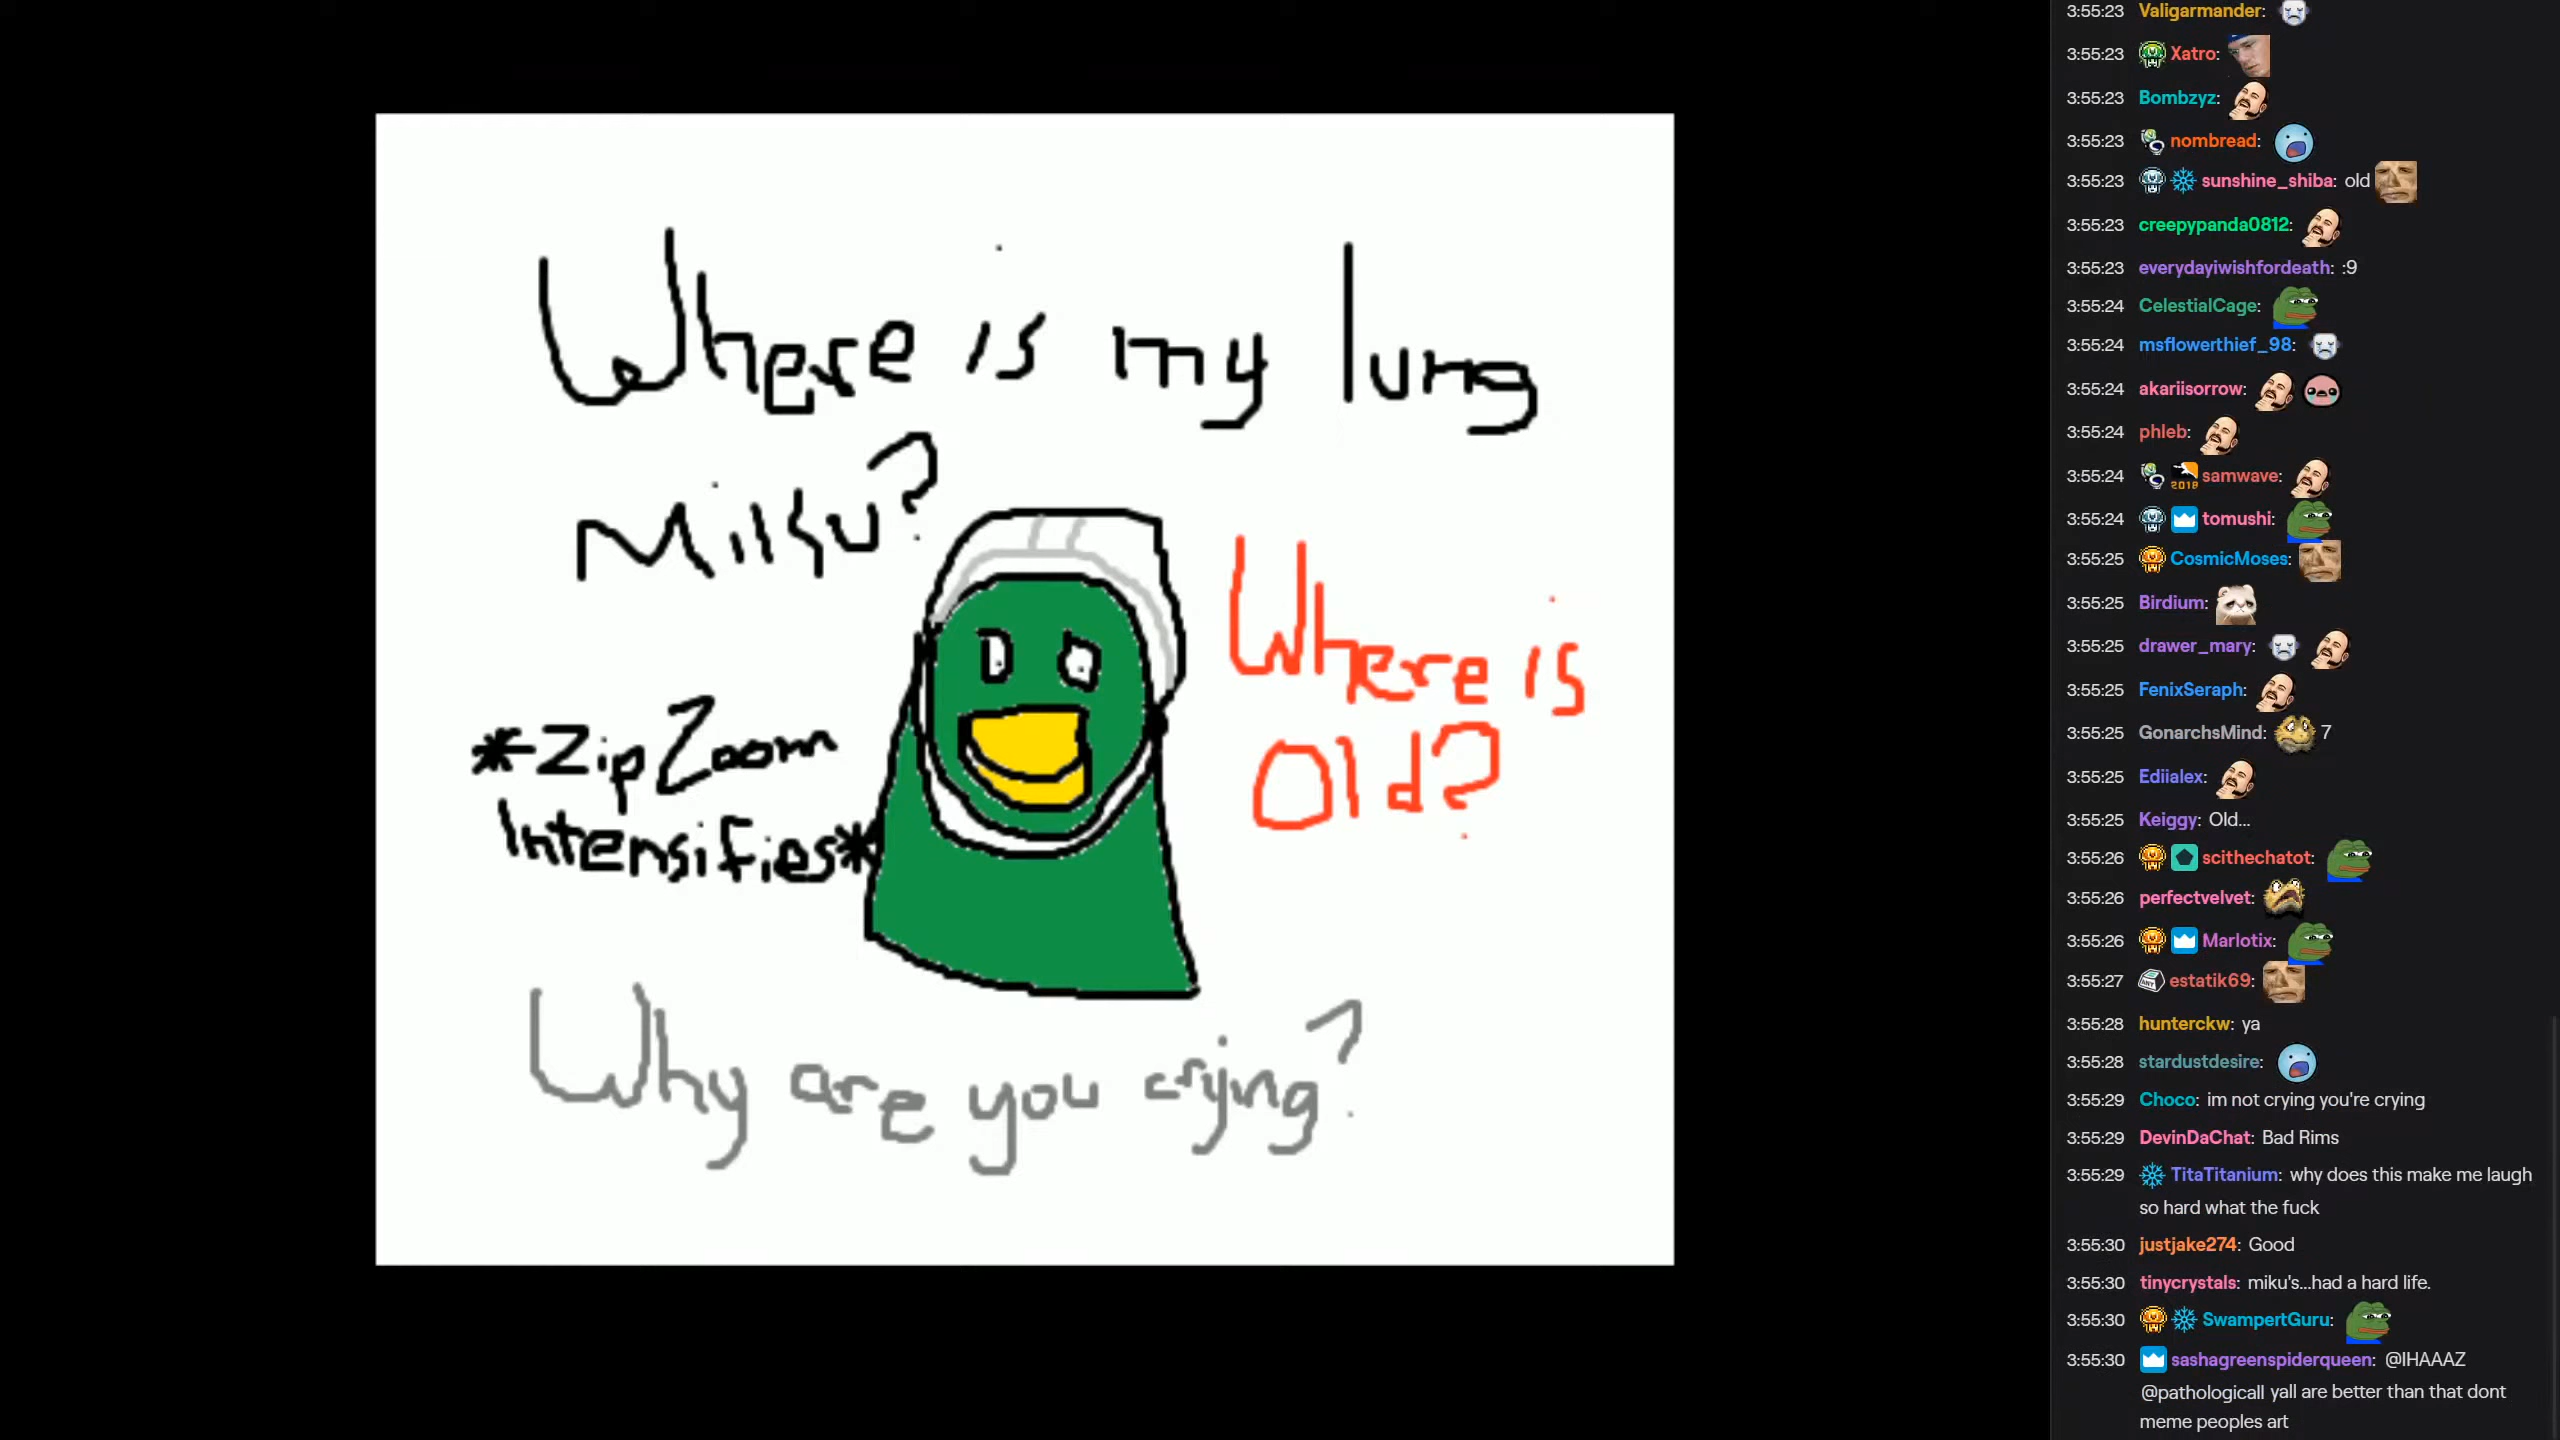 Where is my lung
Milku?
Where is
Old?
*Zip Zoom
Intensifies*
Why are you crying?
3:55:23 Valigarmander:
3:55:23 Xatro:
3:55:23 Bombzyz:
3:55:23 nombread:
3:55:23 sunshine_shiba: old
3:55:23 creepypanda0812:
3:55:23 everydayiwishfordeath: :9
3:55:24 CelestialCage:
3:55:24 msflowerthief_98:
3:55:24 akariisorrow:
3:55:24 phleb:
3:55:24 2018 samwave:
3:55:24 tomushi:
3:55:25 CosmicMoses:
3:55:25 Birdium:
3:55:25 drawer_mary:
3:55:25 FenixSeraph:
3:55:25 GonarchsMind: 7
3:55:25 Ediialex:
3:55:25 Keiggy: Old...
3:55:26 scithechatot:
3:55:26 perfectvelvet:
3:55:26 Marlotix:
3:55:27 estatik69:
3:55:28 hunterckw: ya
3:55:28 stardustdesire:
3:55:29 Choco: im not crying you're crying
3:55:29 DevinDaChat: Bad Rims
3:55:29 TitaTitanium: why does this make me laugh
so hard what the fuck
3:55:30 justjake274: Good
3:55:30 tinycrystals: miku's...had a hard life.
3:55:30 SwampertGuru:
3:55:30 sashagreenspiderqueen: @IHAAAZ
@pathologicall yall are better than that dont
meme peoples art